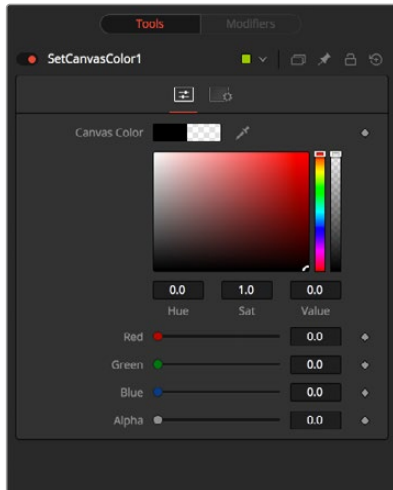 Tools Modifiers
SetCanvasColor1
Canvas Color
0.0 1.0 0.0
Hue Sat Value
Red 0.0
Green 0.0
Blue 0.0
Alpha 0.0